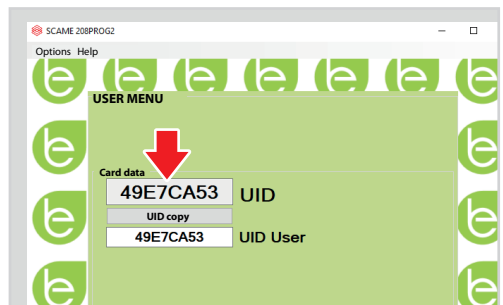 SCAME 208PROG2
Options Help
USER MENU
Card data
49E7CA53 UID
UID copy
49E7CA53 UID User